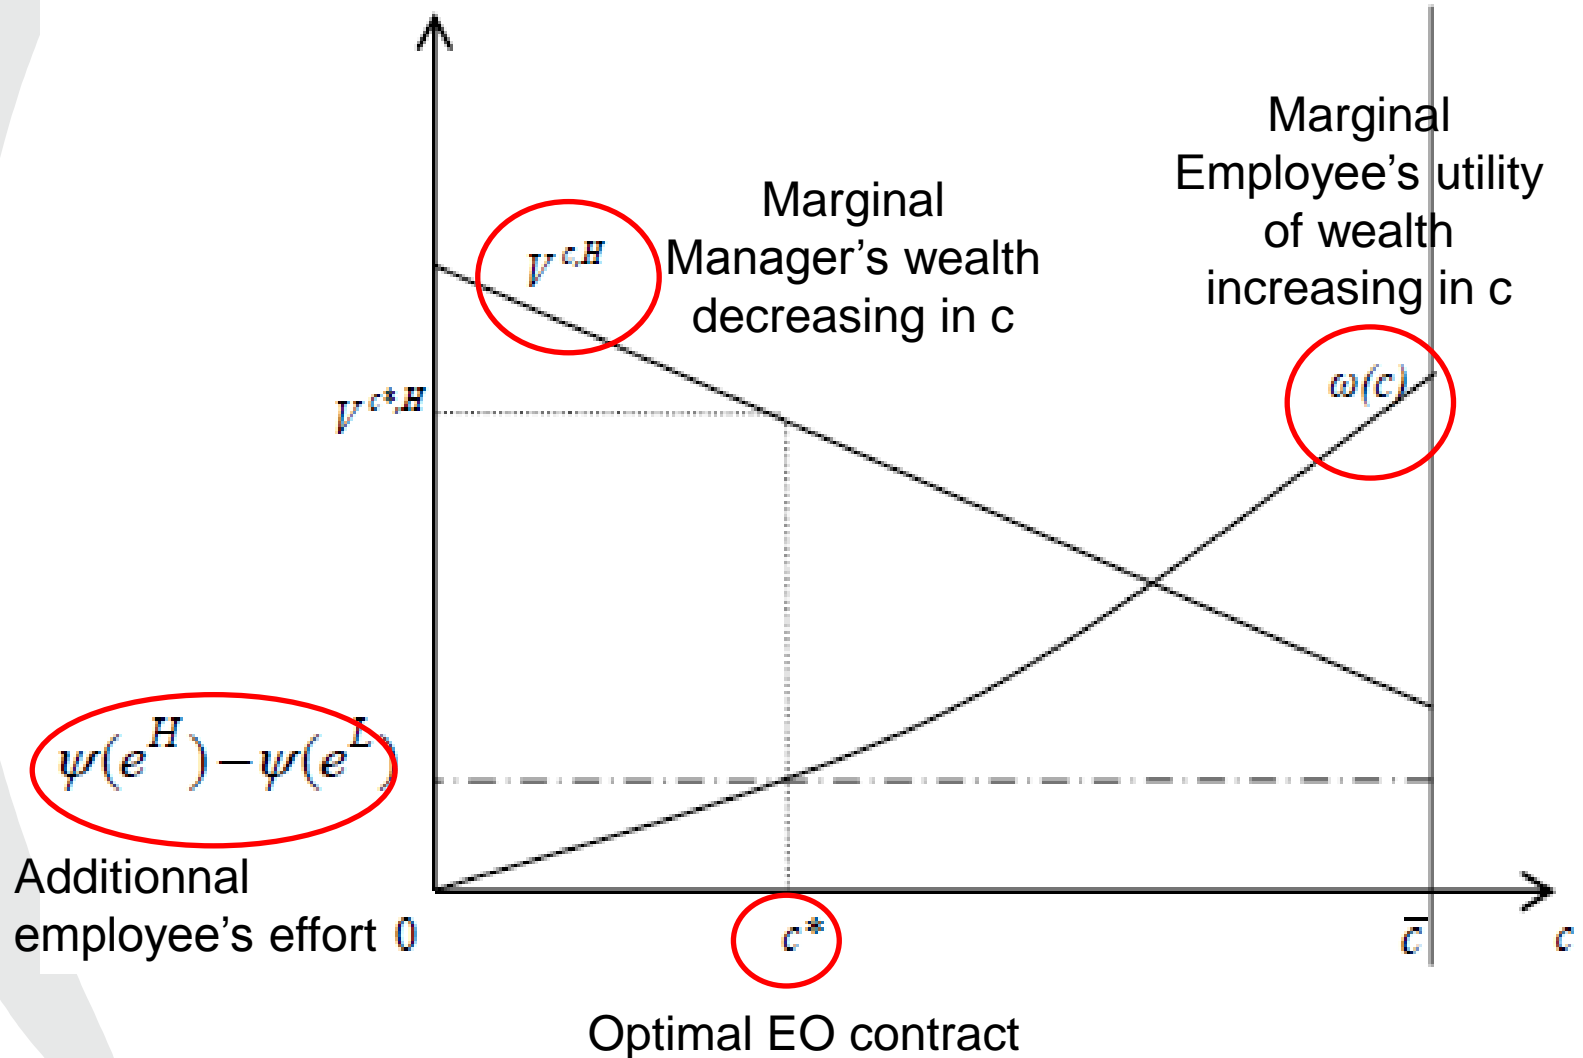 Marginal
Employee’s utility
of wealth
increasing in c
Marginal
Manager’s wealth
decreasing in c
V^{c,H}
ω(c)
V^{c*,H}
ψ(e^H)−ψ(e^L)
Additionnal
employee’s effort
0
c*
c̅
c
Optimal EO contract